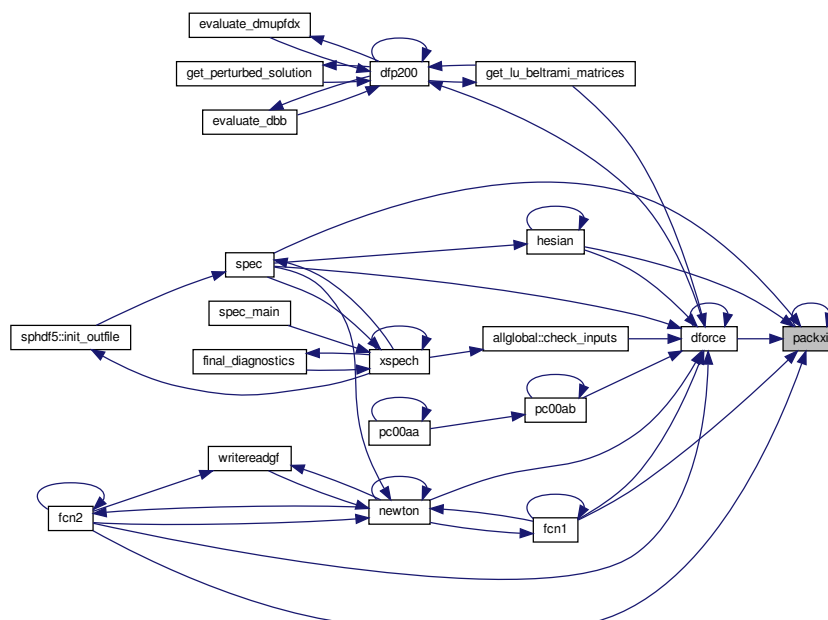 evaluate_dmupfdx
get_perturbed_solution
dfp200
get_lu_beltrami_matrices
evaluate_dbb
hesian
spec
spec_main
sphdf5::init_outfile
final_diagnostics
xspech
allglobal::check_inputs
dforce
packxi
pc00aa
pc00ab
writereadgf
newton
fcn2
fcn1